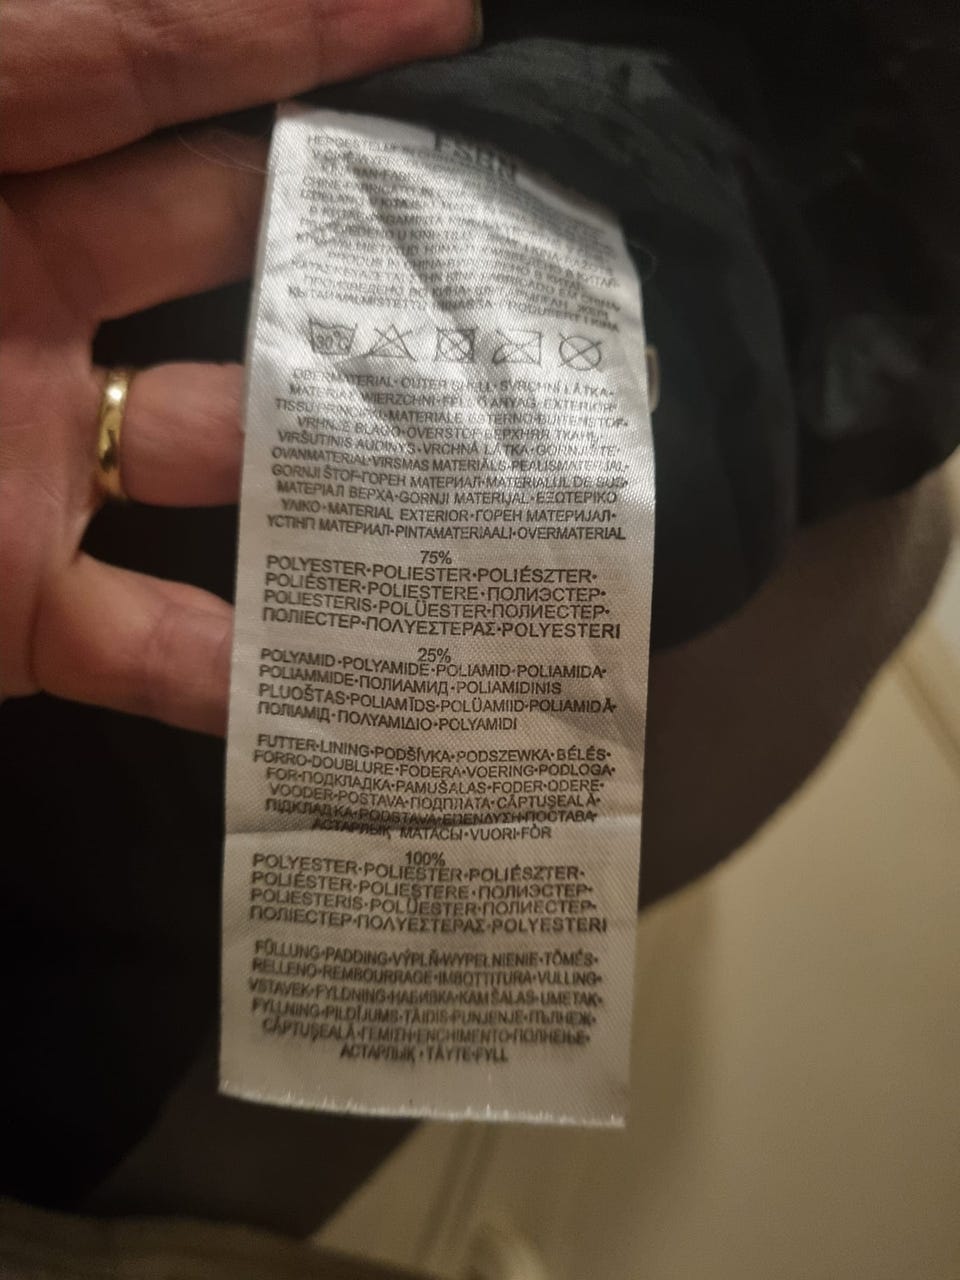 30°C
OBERMATERIAL·OUTER SHELL·SVRCHNÍ LÁTKA·
MATERIAŁ WIERZCHNI·FELSŐ ANYAG·EXTERIOR·
TISSU PRINCIPAL·MATERIALE ESTERNO·BUITENSTOF·
VRHNJE BLAGO·OVERSTOF·ВЕРХНЯЯ ТКАНЬ·
VIRŠUTINIS AUDINYS·VRCHNÁ LÁTKA·GORNJIŠTE·
OVANMATERIAL·VIRSMAS MATERIĀLS·PEALISMATERJAL·
GORNJI ŠTOF·ГОРЕН МАТЕРИАЛ·MATERIALUL DE SUS·
МАТЕРІАЛ ВЕРХА·GORNJI MATERIJAL·ΕΞΩΤΕΡΙΚΟ
ΥΛΙΚΟ·MATERIAL EXTERIOR·ГОРЕН МАТЕРИЈАЛ·
ҮСТІҢГІ МАТЕРИАЛ·PINTAMATERIAALI·OVERMATERIAL
75%
POLYESTER·POLIESTER·POLIÉSZTER·
POLIÉSTER·POLIESTERE·ПОЛИЭСТЕР·
POLIESTERIS·POLÜESTER·ПОЛИЕСТЕР·
ПОЛІЕСТЕР·ΠΟΛΥΕΣΤΕΡΑΣ·POLYESTERI
25%
POLYAMID·POLYAMIDE·POLIAMID·POLIAMIDA·
POLIAMMIDE·ПОЛИАМИД·POLIAMIDINIS
PLUOŠTAS·POLIAMĪDS·POLÜAMIID·POLIAMIDĂ·
ПОЛІАМІД·ΠΟΛΥΑΜΙΔΙΟ·POLYAMIDI
FUTTER·LINING·PODŠÍVKA·PODSZEWKA·BÉLÉS·
FORRO·DOUBLURE·FODERA·VOERING·PODLOGA·
FOR·ПОДКЛАДКА·PAMUŠALAS·FODER·ODERE·
VOODER·POSTAVA·ПОДПЛАТА·CĂPTUȘEALĂ·
ПІДКЛАДКА·PODSTAVA·ΕΠΕΝΔΥΣΗ·ПОСТАВА·
АСТАРЛЫҚ МАТАСЫ·VUORI·FÔR
100%
POLYESTER·POLIESTER·POLIÉSZTER·
POLIÉSTER·POLIESTERE·ПОЛИЭСТЕР·
POLIESTERIS·POLÜESTER·ПОЛИЕСТЕР·
ПОЛІЕСТЕР·ΠΟΛΥΕΣΤΕΡΑΣ·POLYESTERI
FÜLLUNG·PADDING·VÝPLŇ·WYPEŁNIENIE·TÖMÉS·
RELLENO·REMBOURRAGE·IMBOTTITURA·VULLING·
VSTAVEK·FYLDNING·НАБИВКА·KAMŠALAS·UMETAK·
FYLLNING·PILDĪJUMS·TÄIDIS·PUNJENJE·ПЪЛНЕЖ·
CĂPTUȘEALĂ·ΓΕΜΙΣΗ·ENCHIMENTO·ПОЛНЕЊЕ·
АСТАРЛЫҚ·TÄYTE·FYLL